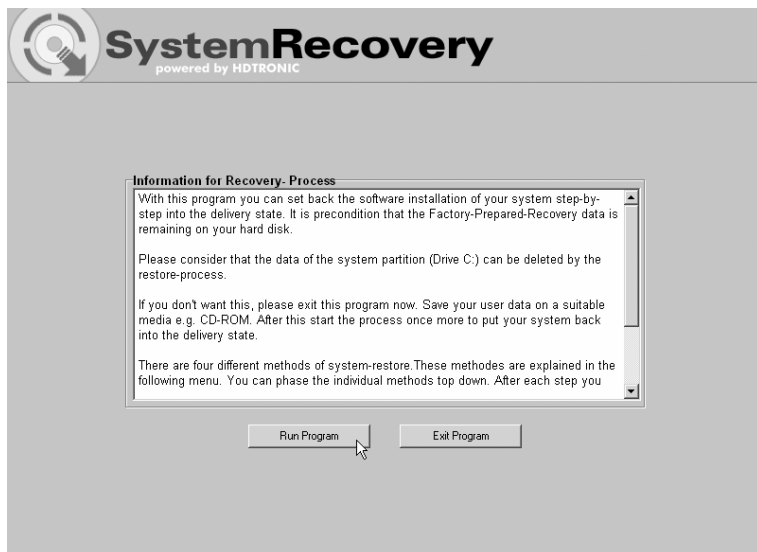 SystemRecovery
powered by HDTRONIC
Information for Recovery- Process
With this program you can set back the software installation of your system step-by-
step into the delivery state. It is precondition that the Factory-Prepared-Recovery data is
remaining on your hard disk.
Please consider that the data of the system partition (Drive C:) can be deleted by the
restore-process.
If you don't want this, please exit this program now. Save your user data on a suitable
media e.g. CD-ROM. After this start the process once more to put your system back
into the delivery state.
There are four different methods of system-restore.These methodes are explained in the
following menu. You can phase the individual methods top down. After each step you
Run Program
Exit Program